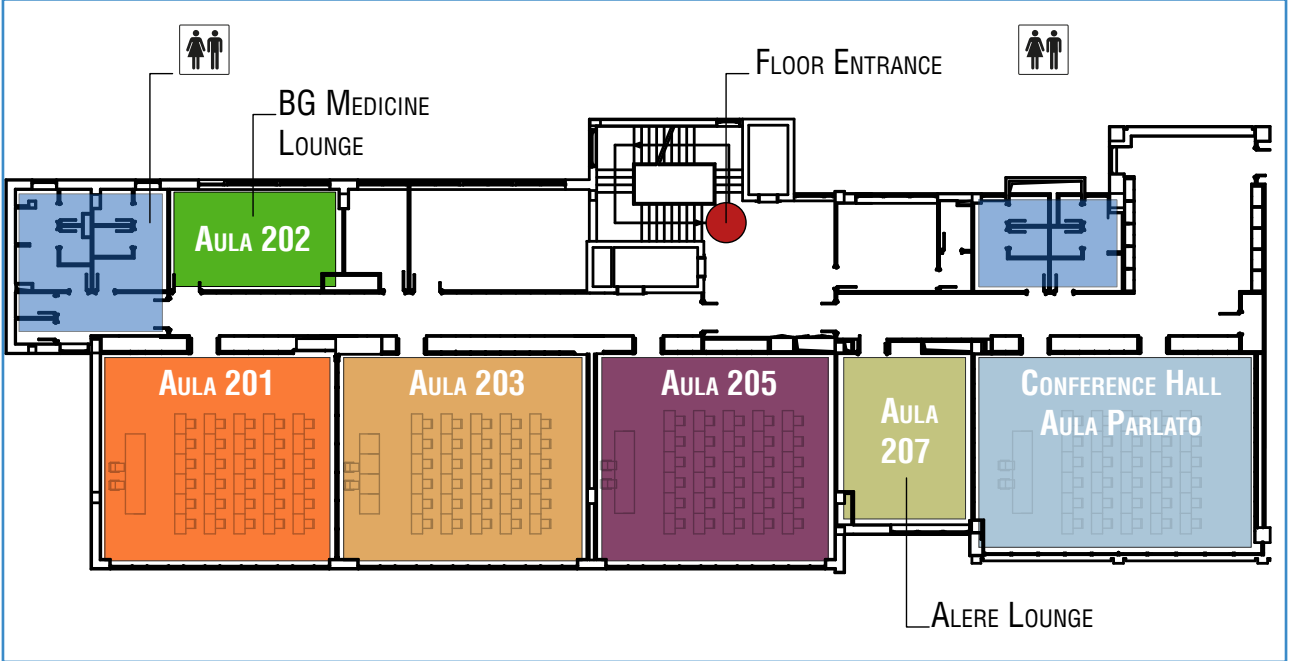 Floor Entrance
BG Medicine
Lounge
Aula 202
Aula 201
Aula 203
Aula 205
Aula
207
Conference Hall
Aula Parlato
Alere Lounge